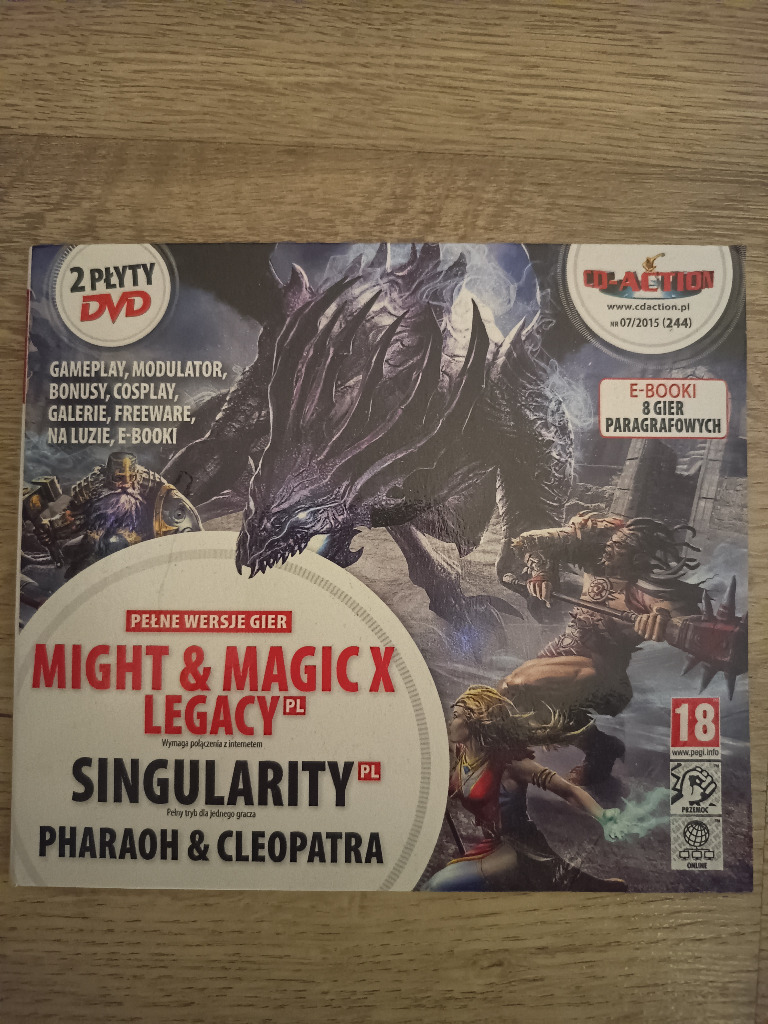 2 PŁYTY
DVD
CD-ACTION
www.cdaction.pl
NR 07/2015 (244)
GAMEPLAY, MODULATOR,
BONUSY, COSPLAY,
GALERIE, FREEWARE,
NA LUZIE, E-BOOKI
E-BOOKI
8 GIER
PARAGRAFOWYCH
PEŁNE WERSJE GIER
MIGHT & MAGIC X
LEGACY PL
Wymaga połączenia z internetem
SINGULARITY PL
Pełny tryb dla jednego gracza
PHARAOH & CLEOPATRA
18
www.pegi.info
PRZEMOC
ONLINE